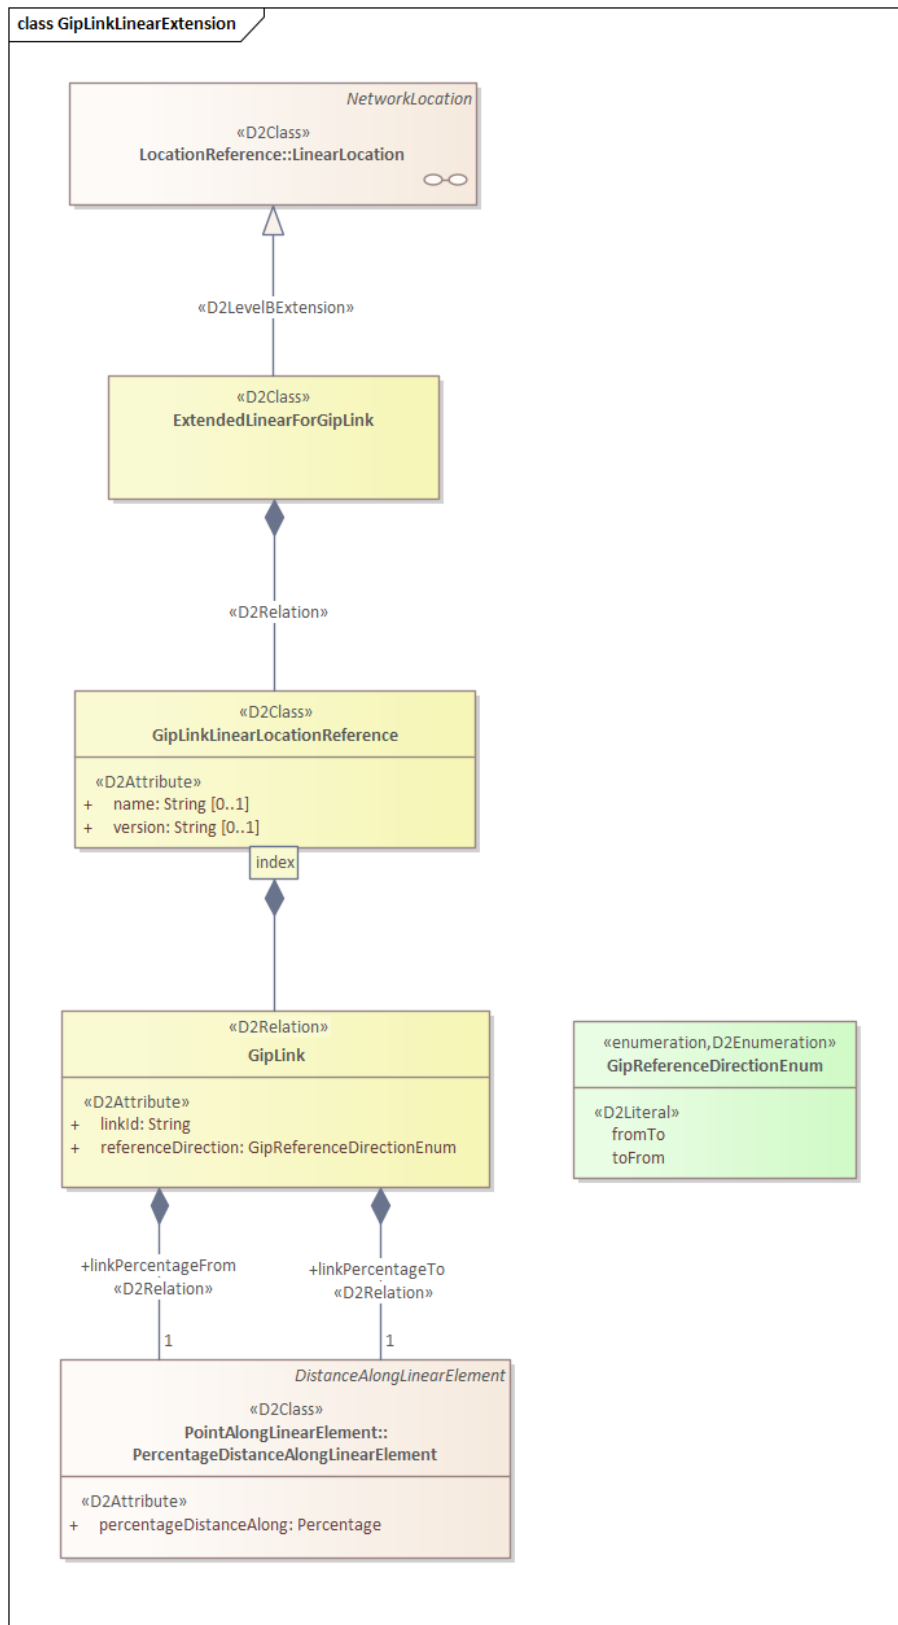 class GipLinkLinearExtension
NetworkLocation
«D2Class»
LocationReference::LinearLocation
«D2LevelBExtension»
«D2Class»
ExtendedLinearForGipLink
«D2Relation»
«D2Class»
GipLinkLinearLocationReference
«D2Attribute»
+ name: String [0..1]
+ version: String [0..1]
index
«D2Relation»
GipLink
«D2Attribute»
+ linkId: String
+ referenceDirection: GipReferenceDirectionEnum
«enumeration,D2Enumeration»
GipReferenceDirectionEnum
«D2Literal»
fromTo
toFrom
+linkPercentageFrom
«D2Relation»
1
+linkPercentageTo
«D2Relation»
1
DistanceAlongLinearElement
«D2Class»
PointAlongLinearElement::
PercentageDistanceAlongLinearElement
«D2Attribute»
+ percentageDistanceAlong: Percentage